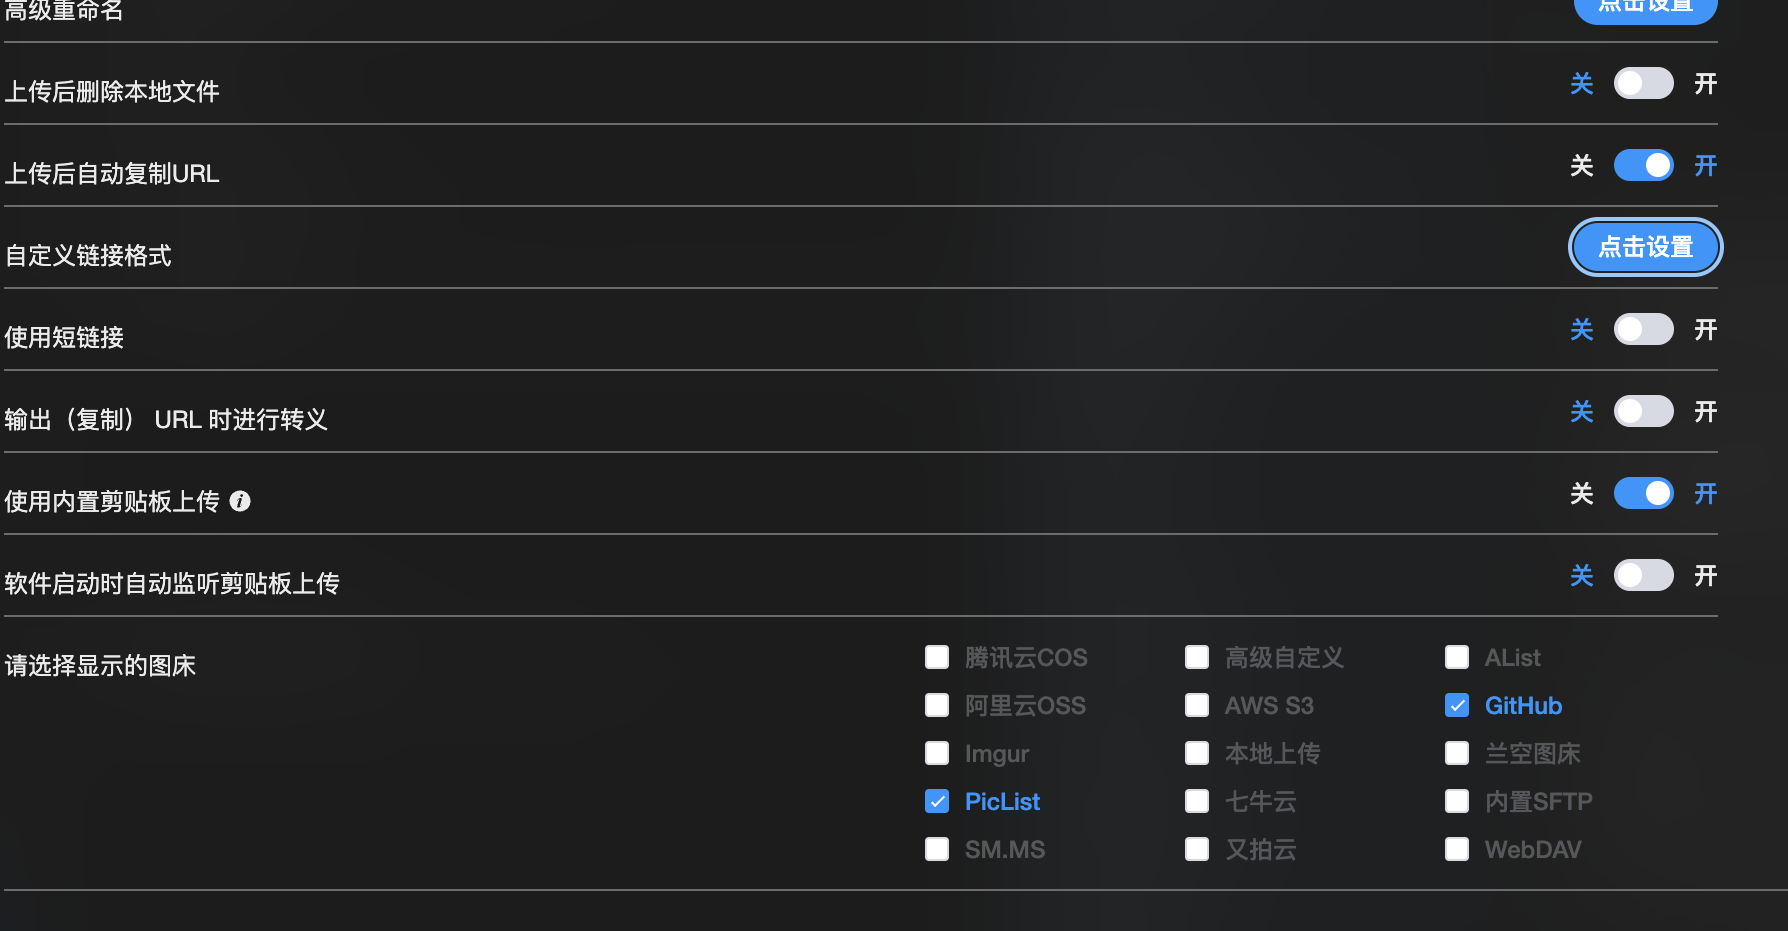 高级重命名 点击设置
上传后删除本地文件 关 开
上传后自动复制URL 关 开
自定义链接格式 点击设置
使用短链接 关 开
输出（复制） URL 时进行转义 关 开
使用内置剪贴板上传 关 开
软件启动时自动监听剪贴板上传 关 开
请选择显示的图床 腾讯云COS 高级自定义 AList
阿里云OSS AWS S3 GitHub
Imgur 本地上传 兰空图床
PicList 七牛云 内置SFTP
SM.MS 又拍云 WebDAV